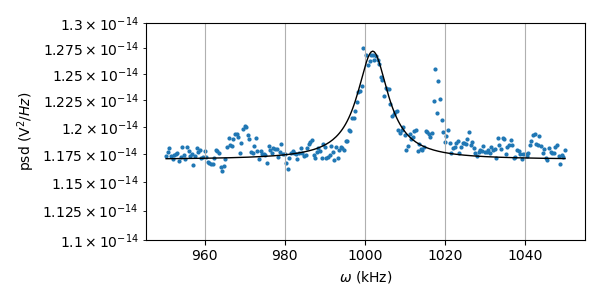 1.3 × 10⁻¹⁴
1.275 × 10⁻¹⁴
1.25 × 10⁻¹⁴
1.225 × 10⁻¹⁴
1.2 × 10⁻¹⁴
1.175 × 10⁻¹⁴
1.15 × 10⁻¹⁴
1.125 × 10⁻¹⁴
1.1 × 10⁻¹⁴
psd (V²/Hz)
960 980 1000 1020 1040
ω (kHz)